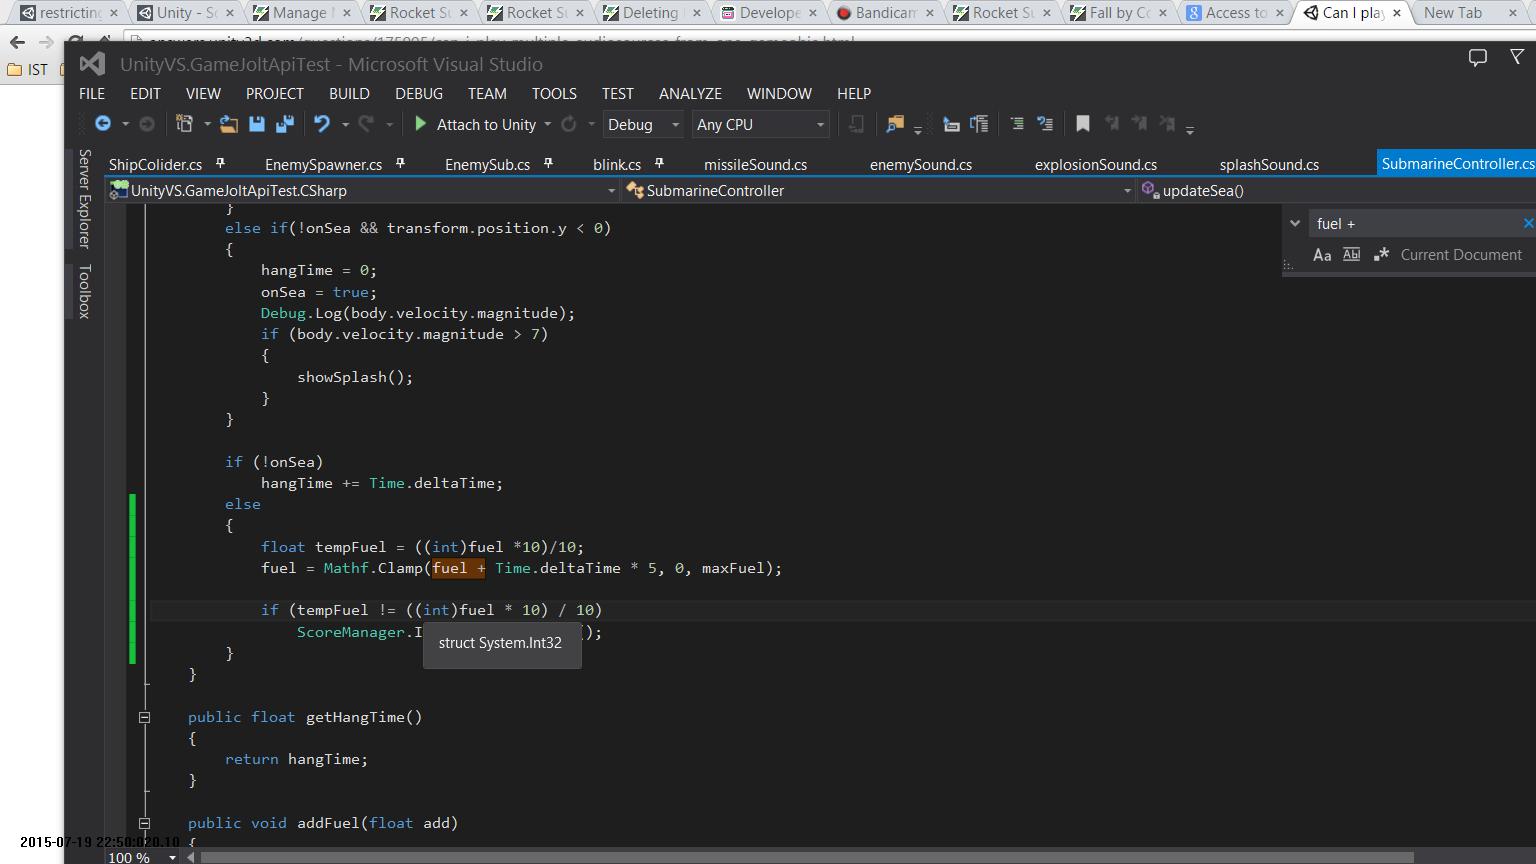 restricting
Unity - Sc
Manage
Rocket Su
Rocket Su
Deleting
Develope
Bandicam
Rocket Su
Fall by Co
Access to
Can I play
New Tab
IST
UnityVS.GameJoltApiTest - Microsoft Visual Studio
FILE EDIT VIEW PROJECT BUILD DEBUG TEAM TOOLS TEST ANALYZE WINDOW HELP
Attach to Unity Debug Any CPU
Server Explorer
Toolbox
ShipColider.cs EnemySpawner.cs EnemySub.cs blink.cs missileSound.cs enemySound.cs explosionSound.cs splashSound.cs SubmarineController.cs
UnityVS.GameJoltApiTest.CSharp SubmarineController updateSea()
fuel +
Aa Abl .* Current Document
}
else if(!onSea && transform.position.y < 0)
{
hangTime = 0;
onSea = true;
Debug.Log(body.velocity.magnitude);
if (body.velocity.magnitude > 7)
{
showSplash();
}
}
if (!onSea)
hangTime += Time.deltaTime;
else
{
float tempFuel = ((int)fuel *10)/10;
fuel = Mathf.Clamp(fuel + Time.deltaTime * 5, 0, maxFuel);
if (tempFuel != ((int)fuel * 10) / 10)
ScoreManager.I ();
struct System.Int32
}
}
public float getHangTime()
{
return hangTime;
}
public void addFuel(float add)
{
2015-07-19 22:50:020.10
100 %